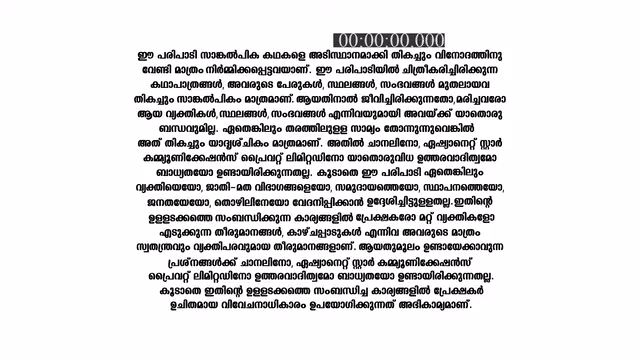 00:00:00.000
ഈ പരിപാടി സാങ്കൽപിക കഥകളെ അടിസ്ഥാനമാക്കി തികച്ചും വിനോദത്തിനു
വേണ്ടി മാത്രം നിർമ്മിക്കപ്പെട്ടവയാണ്. ഈ പരിപാടിയിൽ ചിത്രീകരിച്ചിരിക്കുന്ന
കഥാപാത്രങ്ങൾ, അവരുടെ പേരുകൾ, സ്ഥലങ്ങൾ, സംഭവങ്ങൾ മുതലായവ
തികച്ചും സാങ്കൽപികം മാത്രമാണ്. ആയതിനാൽ ജീവിച്ചിരിക്കുന്നതോ,മരിച്ചവരോ
ആയ വ്യക്തികൾ,സ്ഥലങ്ങൾ,സംഭവങ്ങൾ എന്നിവയുമായി അവയ്ക്ക് യാതൊരു
ബന്ധവുമില്ല. ഏതെങ്കിലും തരത്തിലുളള സാമ്യം തോന്നുന്നുവെങ്കിൽ
അത് തികച്ചും യാദൃശ്ചികം മാത്രമാണ്. അതിൽ ചാനലിനോ, ഏഷ്യാനെറ്റ് സ്റ്റാർ
കമ്മ്യൂണിക്കേഷൻസ് പ്രൈവറ്റ് ലിമിറ്റഡിനോ യാതൊരുവിധ ഉത്തരവാദിത്വമോ
ബാധ്യതയോ ഉണ്ടായിരിക്കുന്നതല്ല. കൂടാതെ ഈ പരിപാടി ഏതെങ്കിലും
വ്യക്തിയെയോ, ജാതി-മത വിഭാഗങ്ങളെയോ, സമുദായത്തെയോ, സ്ഥാപനത്തെയോ,
ജനതയേയോ, തൊഴിലിനേയോ വേദനിപ്പിക്കാൻ ഉദ്ദേശിച്ചിട്ടുളളതല്ല.ഇതിന്റെ
ഉളളടക്കത്തെ സംബന്ധിക്കുന്ന കാര്യങ്ങളിൽ പ്രേക്ഷകരോ മറ്റ് വ്യക്തികളോ
എടുക്കുന്ന തീരുമാനങ്ങൾ, കാഴ്ചപ്പാടുകൾ എന്നിവ അവരുടെ മാത്രം
സ്വതന്ത്രവും വ്യക്തിപരവുമായ തീരുമാനങ്ങളാണ്. ആയതുമൂലം ഉണ്ടായേക്കാവുന്ന
പ്രശ്നങ്ങൾക്ക് ചാനലിനോ, ഏഷ്യാനെറ്റ് സ്റ്റാർ കമ്മ്യൂണിക്കേഷൻസ്
പ്രൈവറ്റ് ലിമിറ്റഡിനോ ഉത്തരവാദിത്വമോ ബാധ്യതയോ ഉണ്ടായിരിക്കുന്നതല്ല.
കൂടാതെ ഇതിന്റെ ഉളളടക്കത്തെ സംബന്ധിച്ച കാര്യങ്ങളിൽ പ്രേക്ഷകർ
ഉചിതമായ വിവേചനാധികാരം ഉപയോഗിക്കുന്നത് അഭികാമ്യമാണ്.